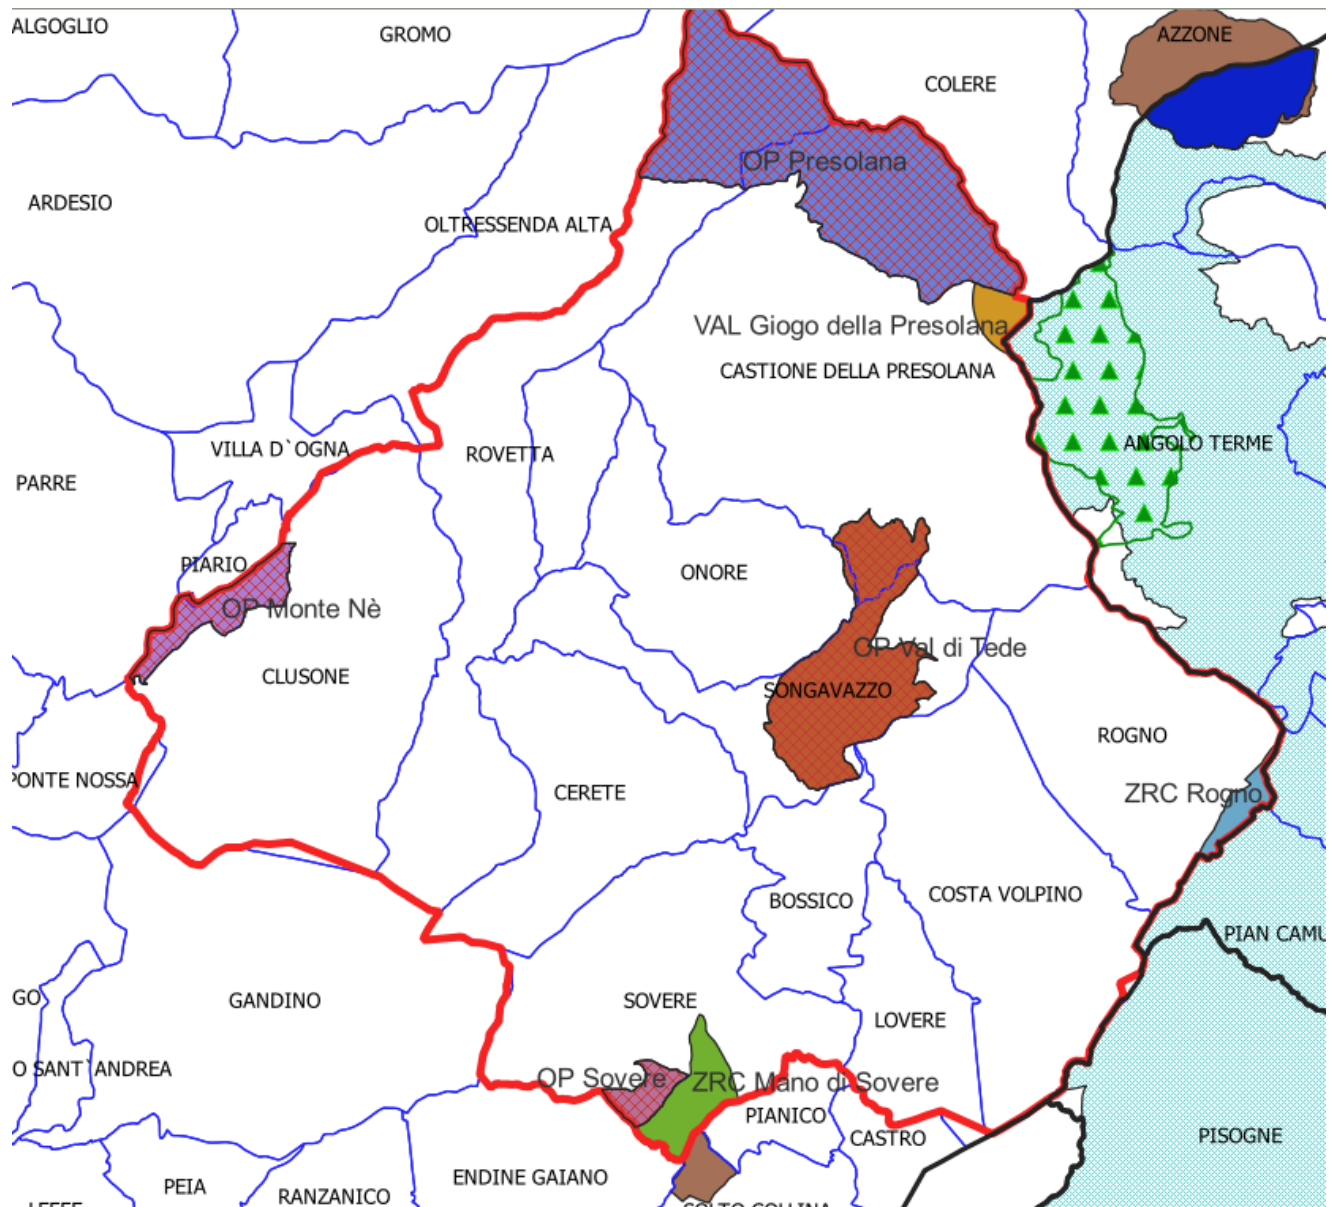 ALGOGLIO
GROMO
AZZONE
COLERE
OP Presolana
ARDESIO
OLTRESSENDA ALTA
VAL Giogo della Presolana
CASTIONE DELLA PRESOLANA
VILLA D`OGNA
ROVETTA
ANGOLO TERME
PARRE
PIARIO
ONORE
OP Monte Nè
OP Val di Tede
CLUSONE
SONGAVAZZO
ROGNO
PONTE NOSSA
CERETE
ZRC Rogno
BOSSICO
COSTA VOLPINO
PIAN CAMU
GO
GANDINO
SOVERE
LOVERE
O SANT`ANDREA
OP Sovere
ZRC Mano di Sovere
PIANICO
CASTRO
PISOGNE
PEIA
RANZANICO
ENDINE GAIANO